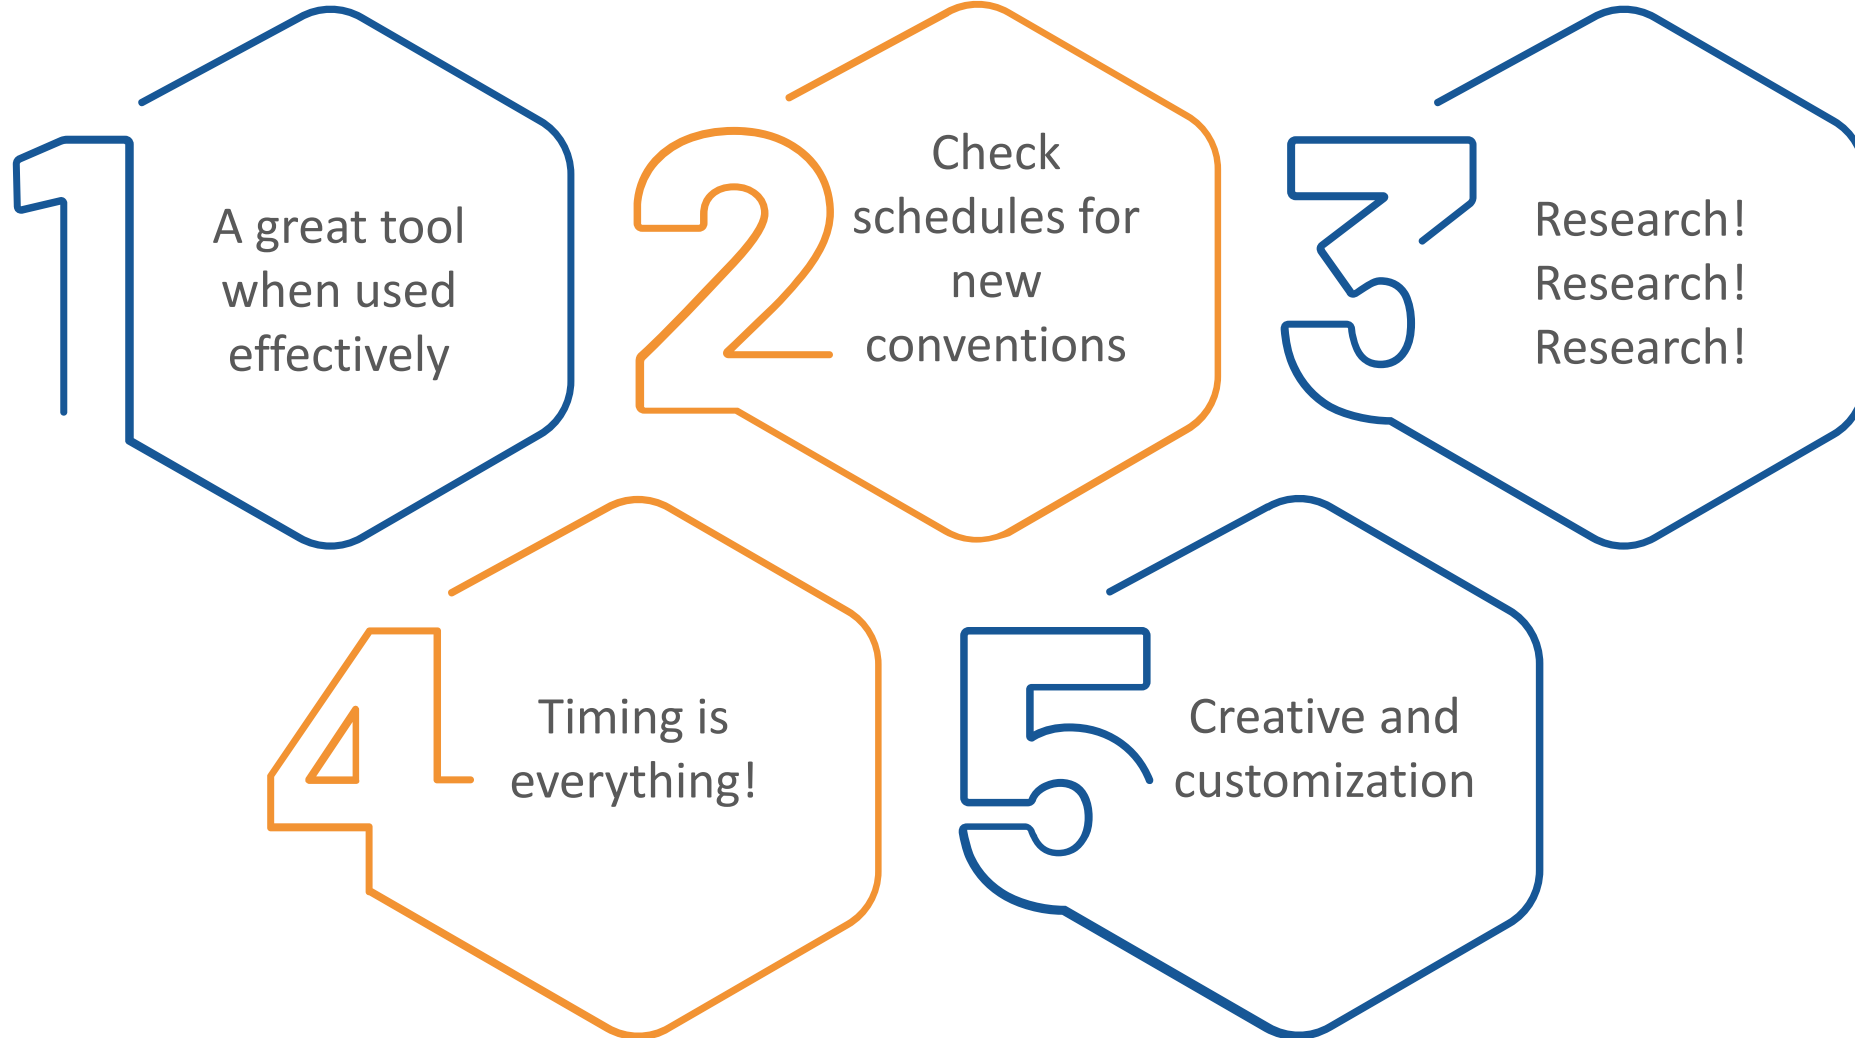 1
A great tool
when used
effectively
2
Check
schedules for
new
conventions
3
Research!
Research!
Research!
4
Timing is
everything!
5
Creative and
customization